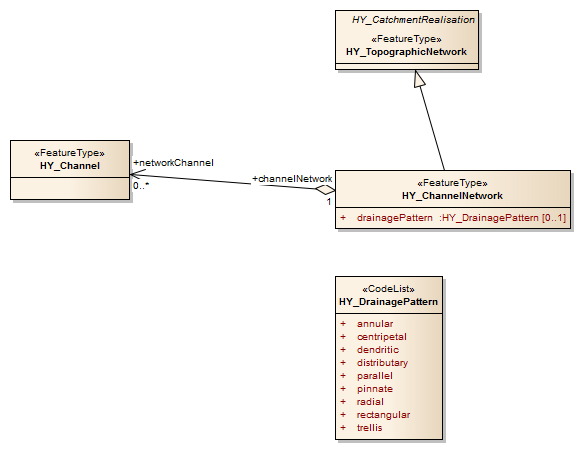 HY_CatchmentRealisation
«FeatureType»
HY_TopographicNetwork
«FeatureType»
HY_Channel
+networkChannel
0..*
+channelNetwork
1
«FeatureType»
HY_ChannelNetwork
+ drainagePattern :HY_DrainagePattern [0..1]
«CodeList»
HY_DrainagePattern
+ annular
+ centripetal
+ dendritic
+ distributary
+ parallel
+ pinnate
+ radial
+ rectangular
+ trellis